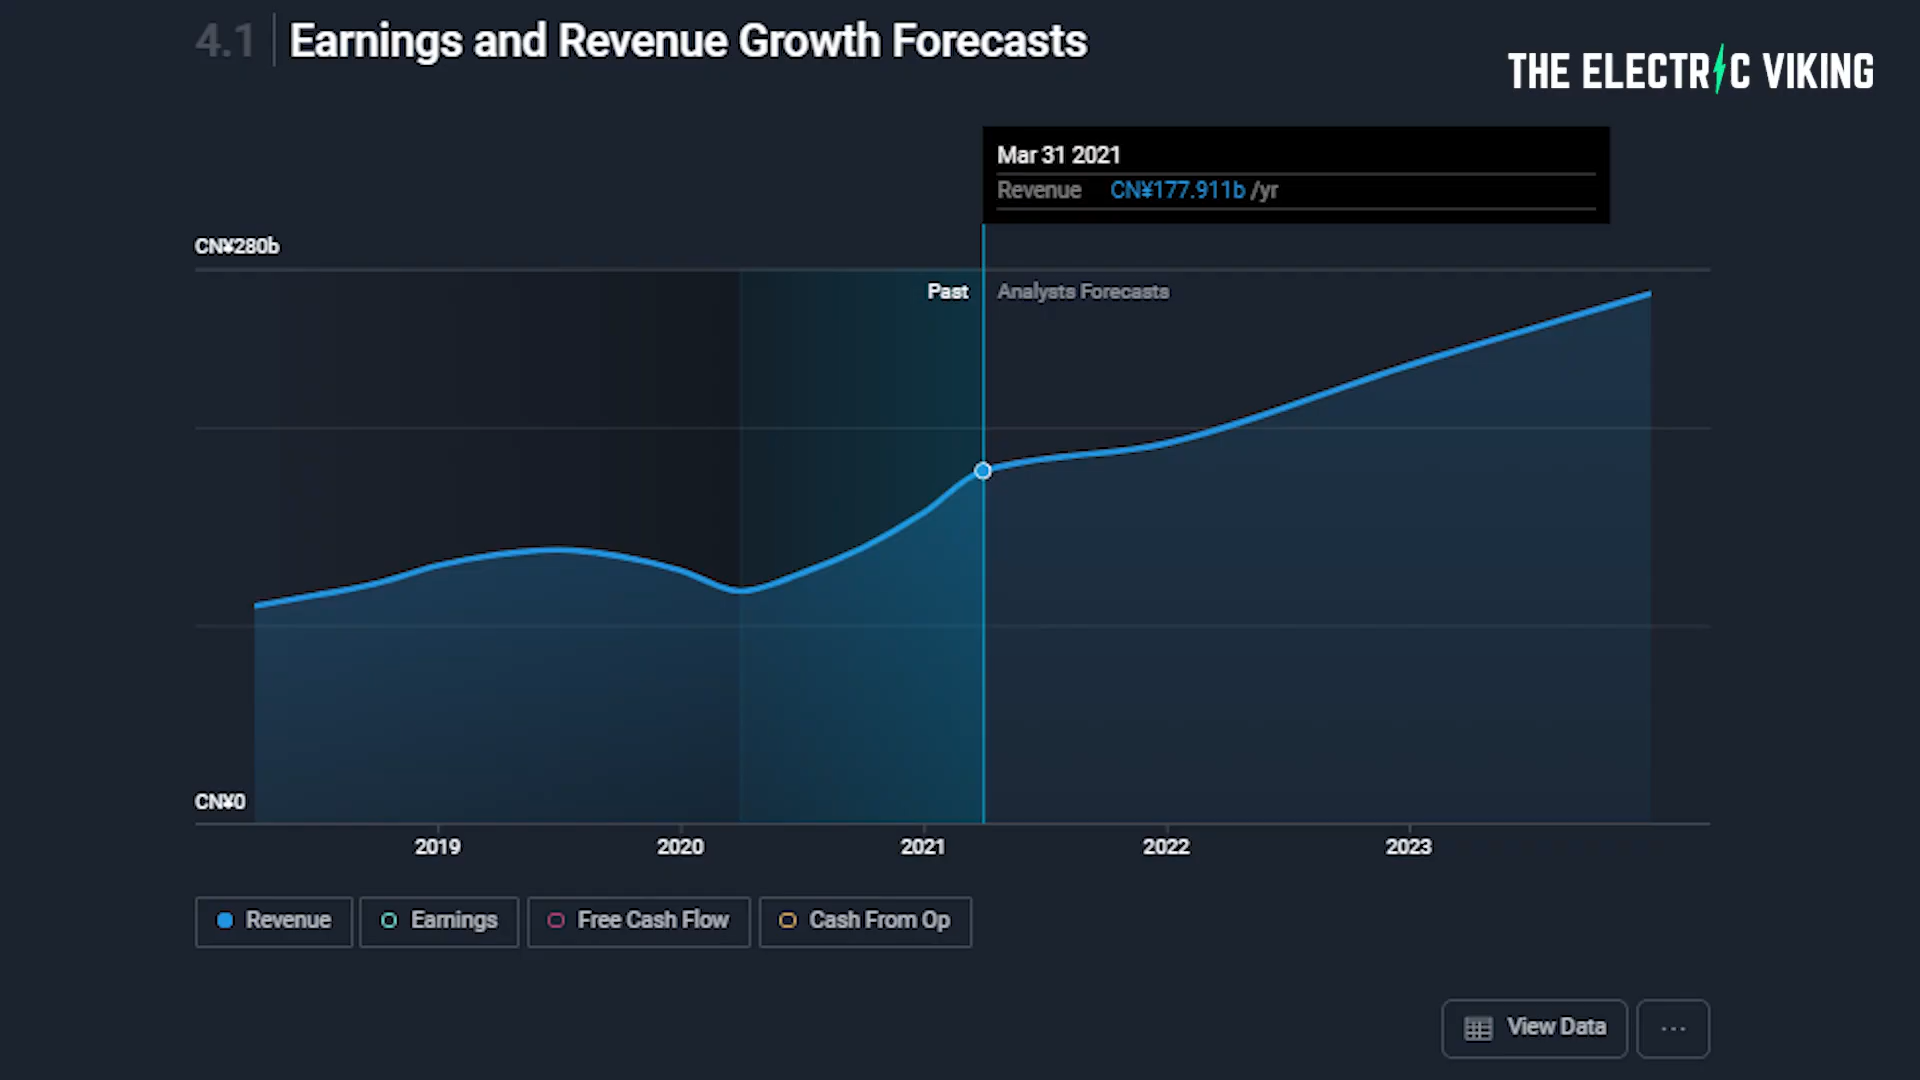 4.1 Earnings and Revenue Growth Forecasts
THE ELECTRIC VIKING
Mar 31 2021
Revenue CN¥177.911b /yr
CN¥280b
Past Analysts Forecasts
CN¥0
2019 2020 2021 2022 2023
Revenue Earnings Free Cash Flow Cash From Op
View Data ...